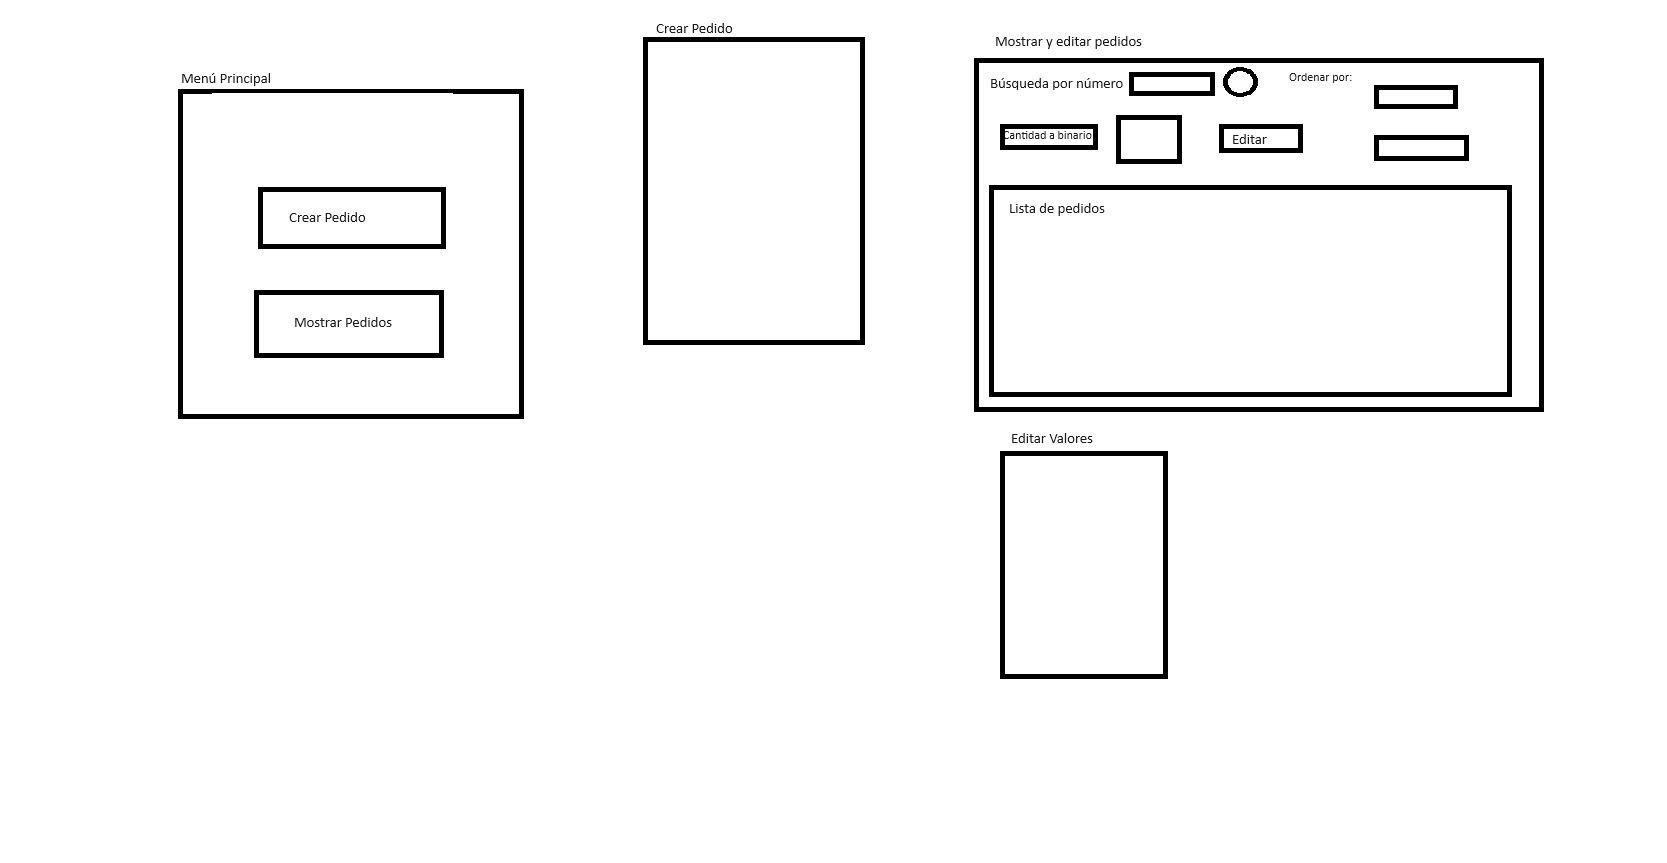 Menú Principal
Crear Pedido
Mostrar Pedidos
Crear Pedido
Mostrar y editar pedidos
Búsqueda por número
Ordenar por:
Cantidad a binario
Editar
Lista de pedidos
Editar Valores